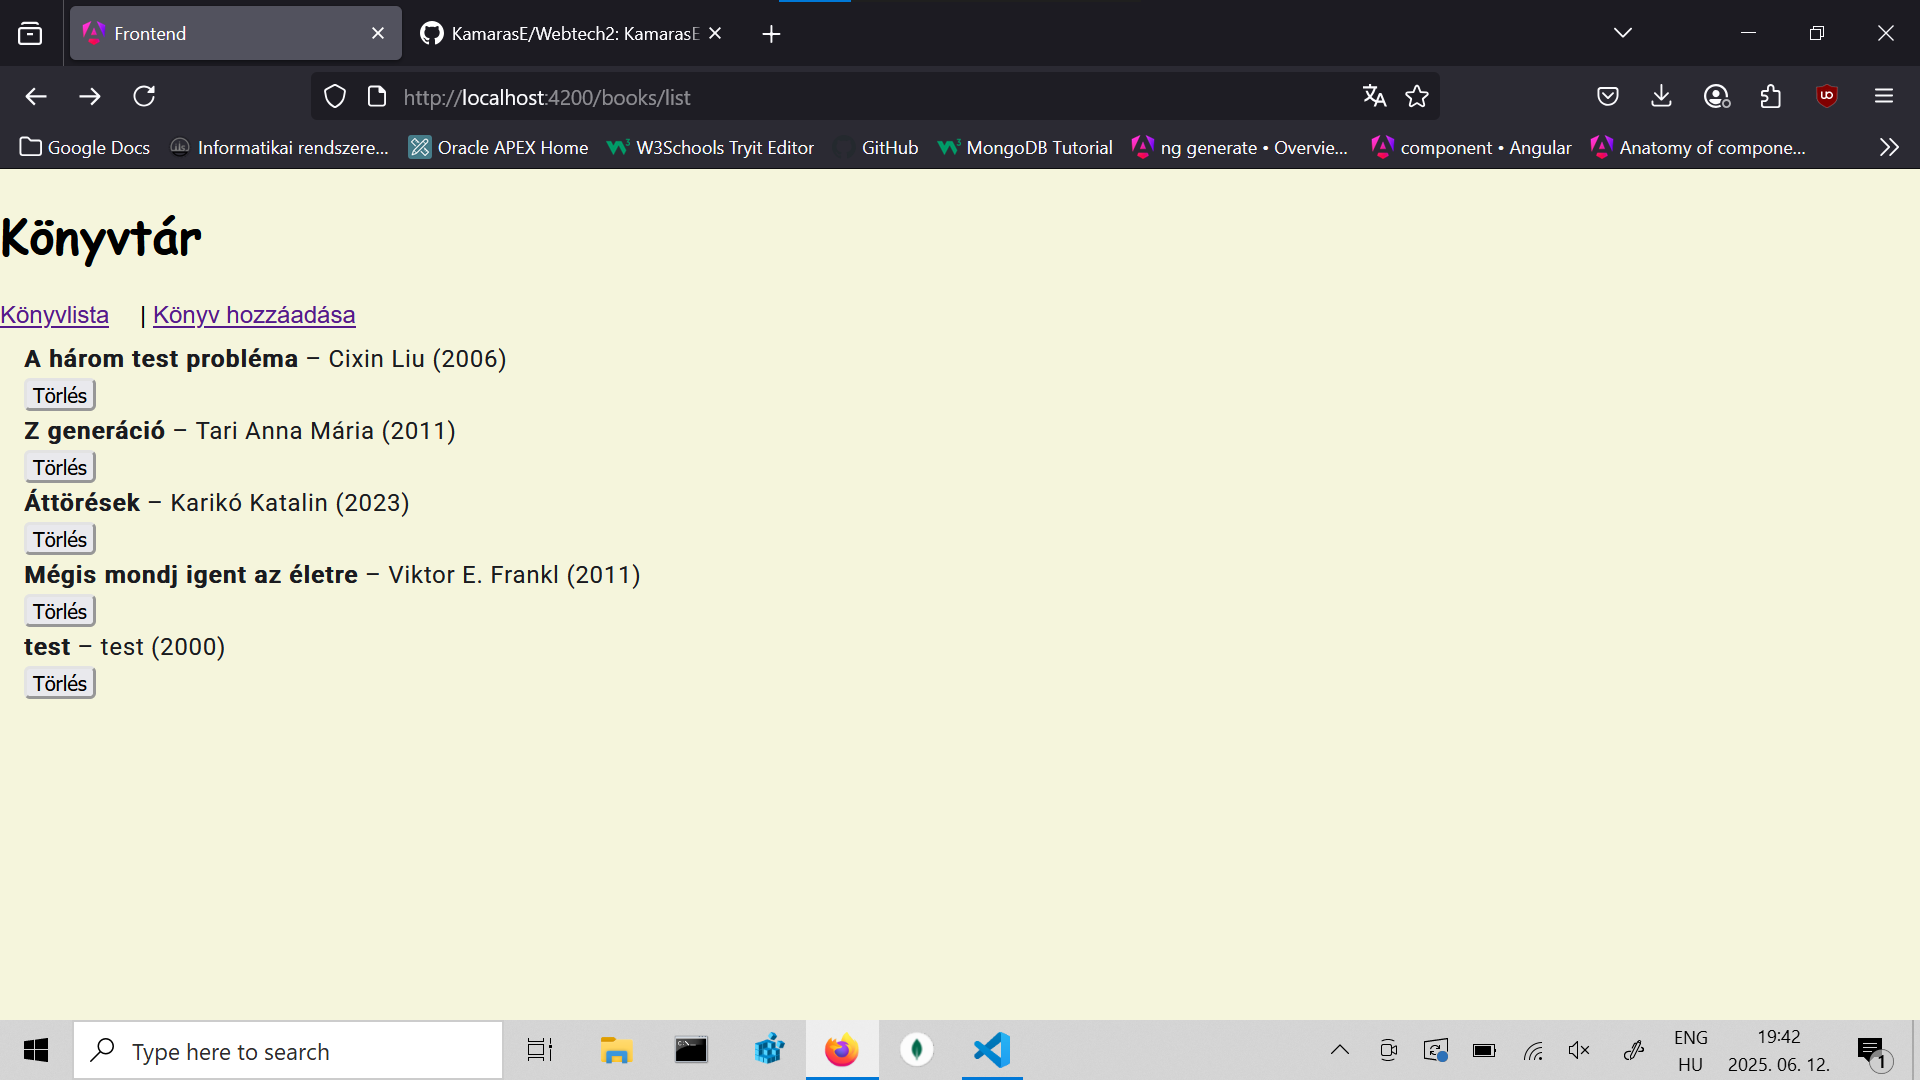 Frontend
KamarasE/Webtech2: KamarasE
http://localhost:4200/books/list
Google Docs
Informatikai rendszere...
Oracle APEX Home
W3Schools Tryit Editor
GitHub
MongoDB Tutorial
ng generate • Overvie...
component • Angular
Anatomy of compone...
Könyvtár
Könyvlista | Könyv hozzáadása
A három test probléma – Cixin Liu (2006)
Törlés
Z generáció – Tari Anna Mária (2011)
Törlés
Áttörések – Karikó Katalin (2023)
Törlés
Mégis mondj igent az életre – Viktor E. Frankl (2011)
Törlés
test – test (2000)
Törlés
Type here to search
ENG
HU
19:42
2025. 06. 12.
1